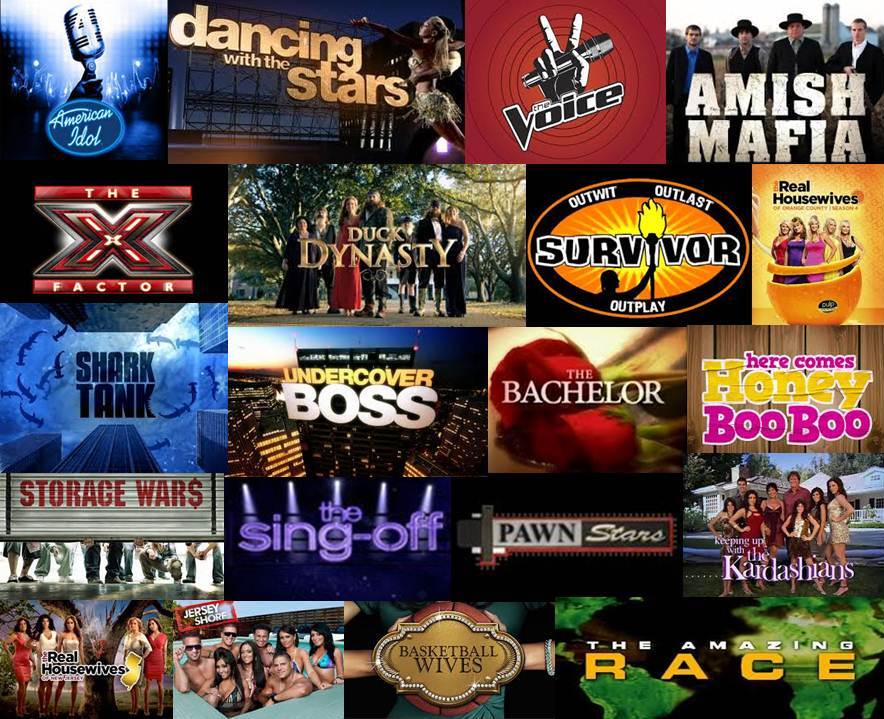 American
Idol
dancing
with the
stars
the
Voice
AMISH
MAFIA
THE
X
FACTOR
DUCK
DYNASTY
OUTWIT OUTLAST
SURVIVOR
OUTPLAY
the Real
Housewives
OF ORANGE COUNTY | SEASON 4
pulp
SHARK
TANK
UNDERCOVER
BOSS
THE
BACHELOR
here comes
Honey
Boo Boo
STORAGE WAR$
the
sing-off
PAWN Stars
keeping up
with the
Kardashians
the Real
Housewives
OF NEW JERSEY
JERSEY
SHORE
BASKETBALL
WIVES
THE AMAZING
RACE